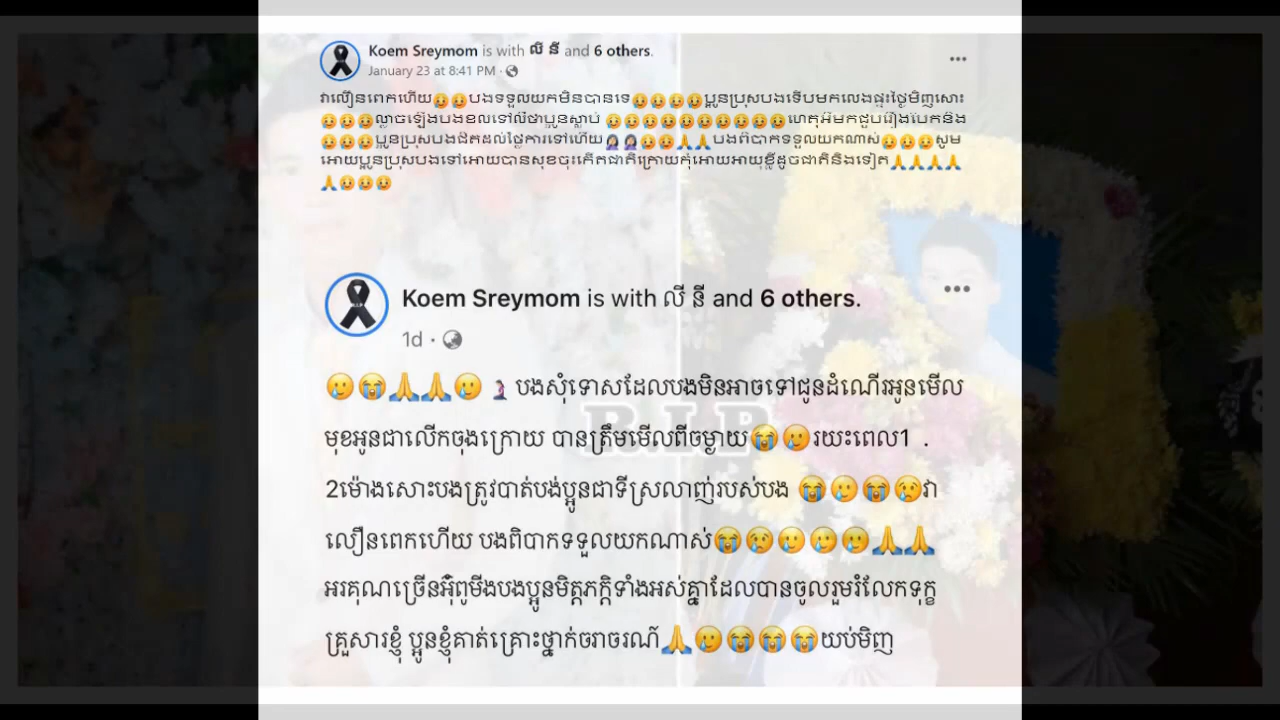 Koem Sreymom is with លី នី and 6 others.
January 23 at 8:41 PM ·
វាលឿនពេកហើយ😥😥បងទទួលយកមិនបានទេ😥😥😥😥ប្អូនប្រុសបងទើបមកលេងផ្ទះថ្ងៃមិញសោះ
😥😥😥ល្ងាចឡើងបងខលទៅលឺថាប្អូនស្លាប់ 😥😥😥😥😥😥😥😥😥😥ហេតុអីមកជួបរឿងបែកនឹង
😥😥😥ប្អូនប្រុសបងជិតដល់ថ្ងៃការទៅហើយ🤦🏻‍♀️🤦🏻‍♀️😥😥🙏🙏បងពិបាកទទួលយកណាស់😥😥😥សូម
អោយប្អូនប្រុសបងទៅអោយបានសុខចុះកើតជាតិក្រោយកុំអោយអាយុខ្លីដូចជាតិនឹងទៀត🙏🙏🙏🙏
🙏😥😥😥
Koem Sreymom is with លី នី and 6 others.
1d ·
🥲😭🙏🙏🥲 🧎🏻‍♀️ បងសុំទោសដែលបងមិនអាចទៅជូនដំណើរអូនមើល
មុខអូនជាលើកចុងក្រោយ បានត្រឹមមើលពីចម្ងាយ😭🥲រយះពេល1 .
R.I.P
2ម៉ោងសោះបងត្រូវបាត់បង់ប្អូនជាទីស្រលាញ់របស់បង 😭🥲😭😢វា
លឿនពេកហើយ បងពិបាកទទួលយកណាស់😭😢🥲🥲🥲🙏🙏
អរគុណច្រើនអ៊ុំពូមីងបងប្អូនមិត្តភក្តិទាំងអស់គ្នាដែលបានចូលរួមរំលែកទុក្ខ
គ្រួសារខ្ញុំ ប្អូនខ្ញុំគាត់គ្រោះថ្នាក់ចរាចរណ៍🙏🥲😭😭😭យប់មិញ